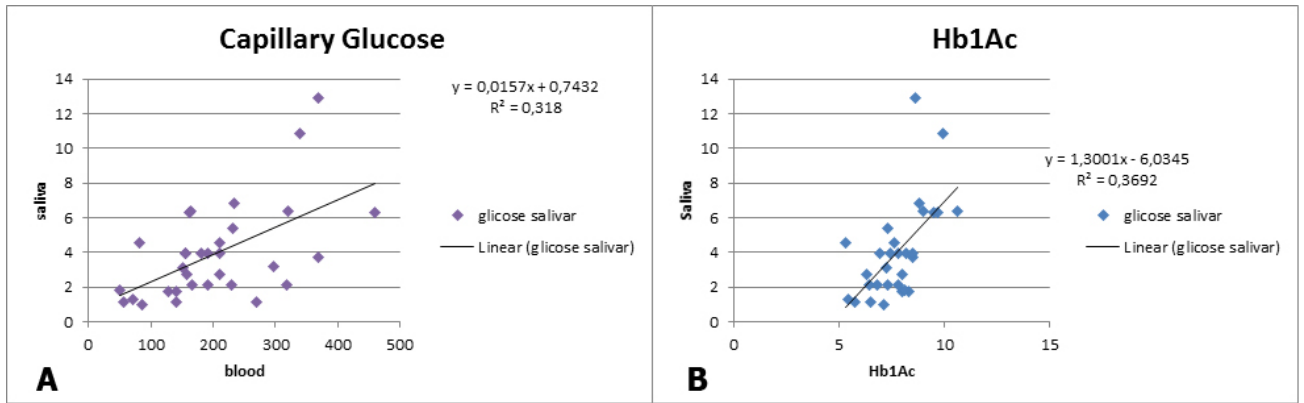 Capillary Glucose
y = 0,0157x + 0,7432
R² = 0,318
14
12
10
8
6
4
2
0
saliva
0 100 200 300 400 500
blood
glicose salivar
Linear (glicose salivar)
A
Hb1Ac
y = 1,3001x - 6,0345
R² = 0,3692
14
12
10
8
6
4
2
0
Saliva
0 5 10 15
Hb1Ac
glicose salivar
Linear (glicose salivar)
B